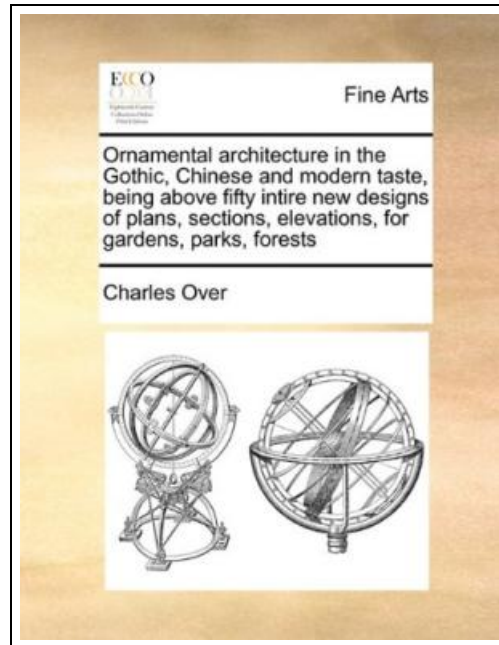 ECCO
Fine Arts
Ornamental architecture in the
Gothic, Chinese and modern taste,
being above fifty intire new designs
of plans, sections, elevations, for
gardens, parks, forests
Charles Over